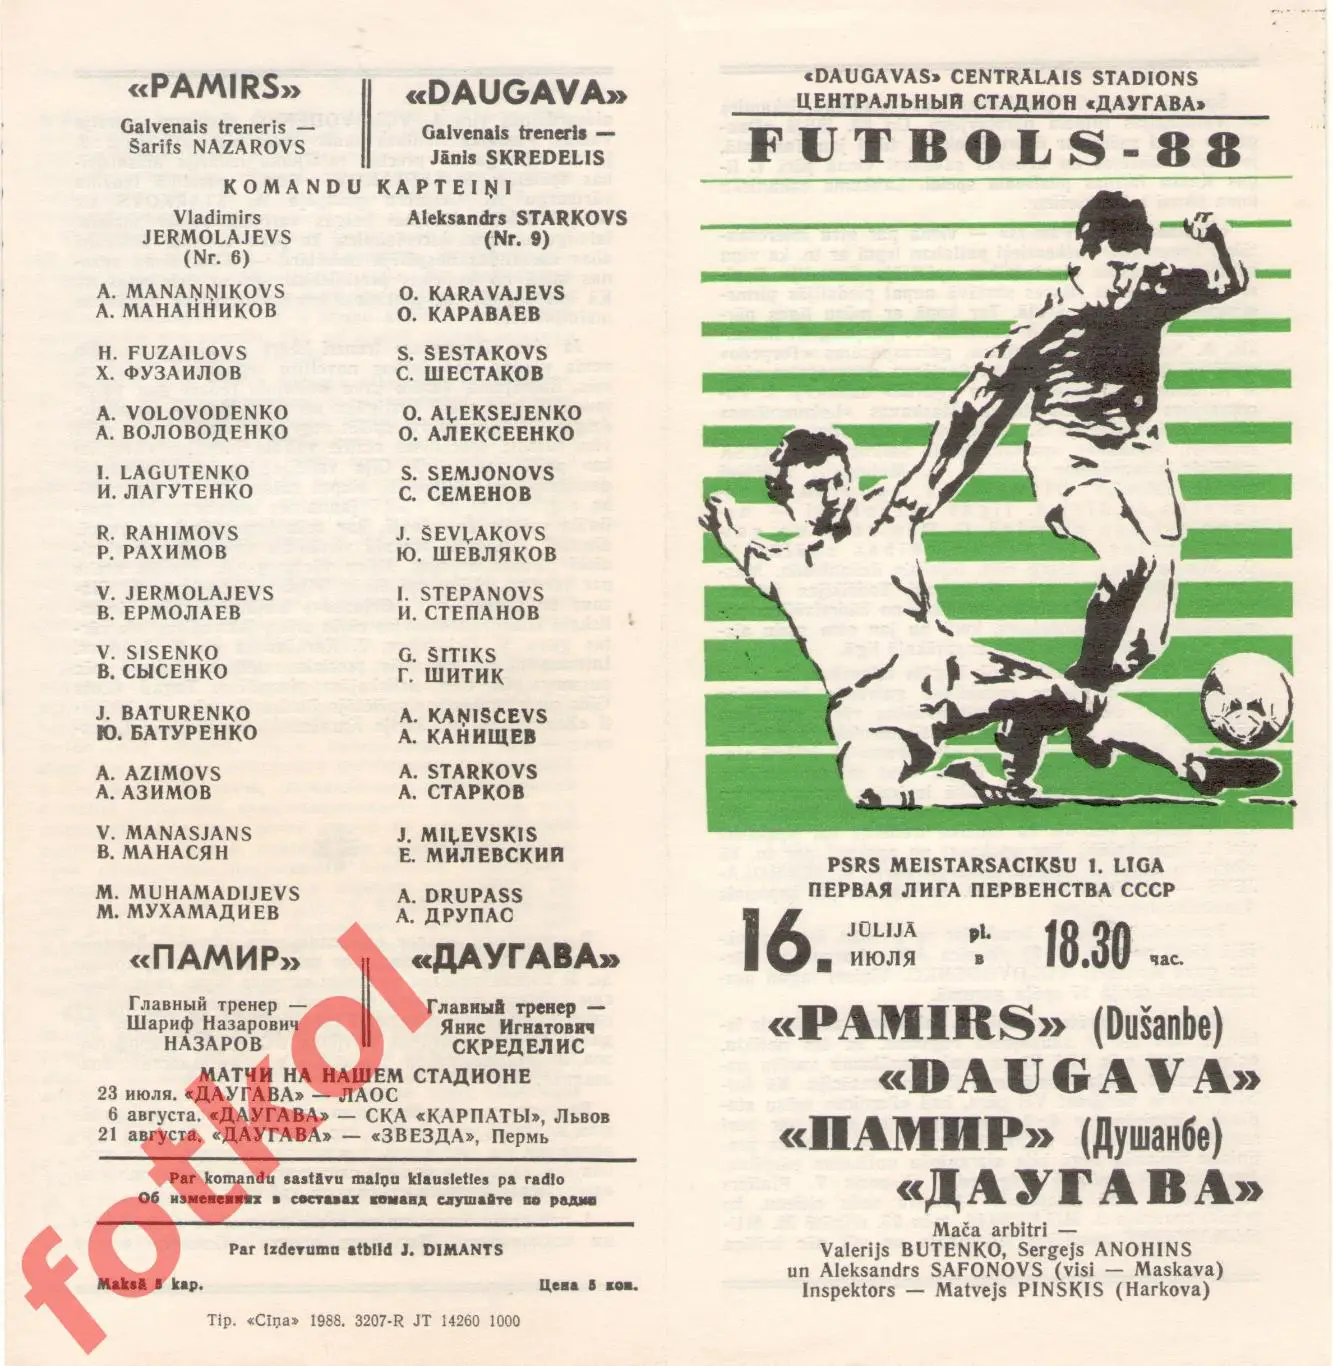 «PAMIRS»
Galvenais treneris —
Šarifs NAZAROVS
«DAUGAVA»
Galvenais treneris —
Jānis SKREDELIS
KOMANDU KAPTEIŅI
Vladimirs
JERMOLAJEVS
(Nr. 6)
Aleksandrs STARKOVS
(Nr. 9)
A. MANAŅŅIKOVS
А. МАНАННИКОВ
H. FUZAILOVS
Х. ФУЗАИЛОВ
A. VOLOVODENKO
А. ВОЛОВОДЕНКО
I. LAGUTENKO
И. ЛАГУТЕНКО
R. RAHIMOVS
Р. РАХИМОВ
V. JERMOLAJEVS
В. ЕРМОЛАЕВ
V. SISENKO
В. СЫСЕНКО
J. BATURENKO
Ю. БАТУРЕНКО
A. AZIMOVS
А. АЗИМОВ
V. MANASJANS
В. МАНАСЯН
M. MUHAMADIJEVS
М. МУХАМАДИЕВ
O. KARAVAJEVS
О. КАРАВАЕВ
S. ŠESTAKOVS
С. ШЕСТАКОВ
O. AĻEKSEJENKO
О. АЛЕКСЕЕНКО
S. SEMJONOVS
С. СЕМЕНОВ
J. ŠEVĻAKOVS
Ю. ШЕВЛЯКОВ
I. STEPANOVS
И. СТЕПАНОВ
G. ŠITIKS
Г. ШИТИК
A. KAŅIŠČEVS
А. КАНИЩЕВ
A. STARKOVS
А. СТАРКОВ
J. MIĻEVSKIS
Е. МИЛЕВСКИЙ
A. DRUPASS
А. ДРУПАС
«ПАМИР»
Главный тренер —
Шариф Назарович
НАЗАРОВ
«ДАУГАВА»
Главный тренер —
Янис Игнатович
СКРЕДЕЛИС
МАТЧИ НА НАШЕМ СТАДИОНЕ
23 июля. «ДАУГАВА» — ЛАОС
6 августа. «ДАУГАВА» — СКА «КАРПАТЫ», Львов
21 августа. «ДАУГАВА» — «ЗВЕЗДА», Пермь
Par komandu sastāvu maiņu klausieties pa radio
Об изменениях в составах команд слушайте по радио
Par izdevumu atbild J. DIMANTS
Maksā 5 kap.
Цена 5 коп.
Tip. «Cīņa» 1988. 3207-R JT 14260 1000
«DAUGAVAS» CENTRĀLAIS STADIONS
ЦЕНТРАЛЬНЫЙ СТАДИОН «ДАУГАВА»
FUTBOLS-88
PSRS MEISTARSACĪKŠU 1. LĪGA
ПЕРВАЯ ЛИГА ПЕРВЕНСТВА СССР
16. JŪLIJĀ pl. 18.30
ИЮЛЯ в час.
«PAMIRS» (Dušanbe)
«DAUGAVA»
«ПАМИР» (Душанбе)
«ДАУГАВА»
Mača arbitri —
Valerijs BUTENKO, Sergejs ANOHINS
un Aleksandrs SAFONOVS (visi — Maskava)
Inspektors — Matvejs PINSKIS (Harkova)
fotkol